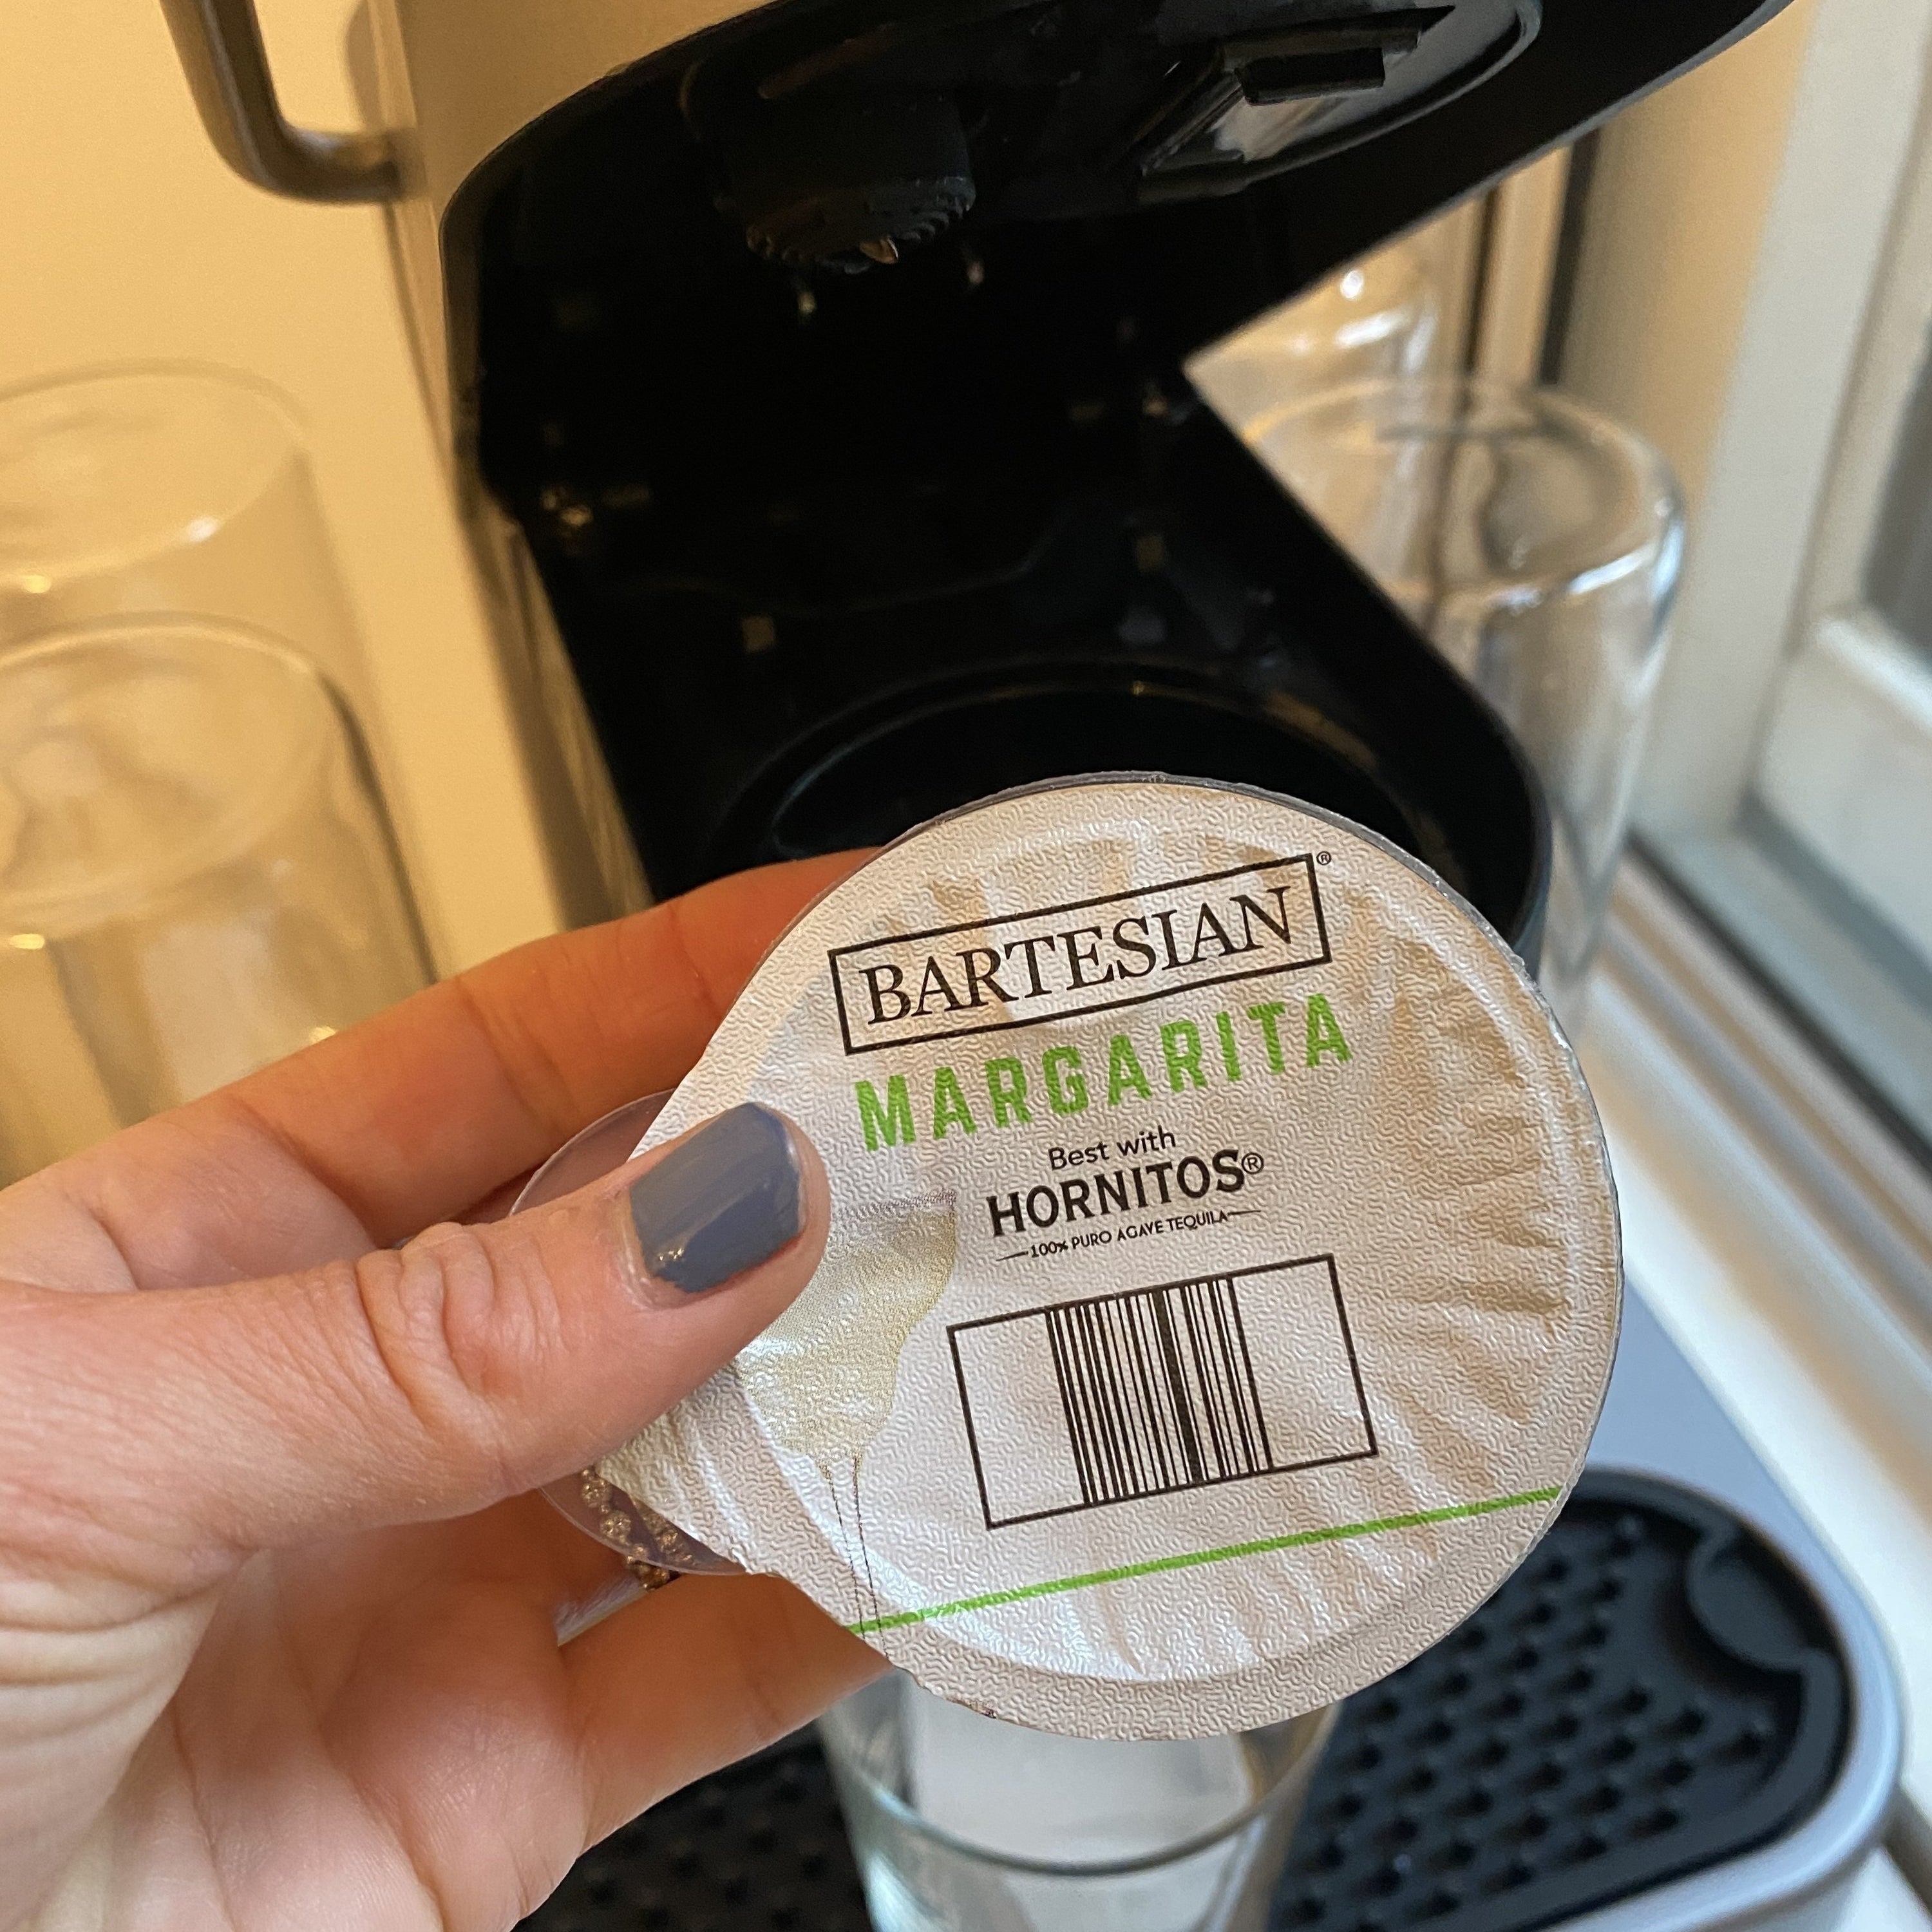 BARTESIAN®
MARGARITA
Best with
HORNITOS®
100% PURO AGAVE TEQUILA